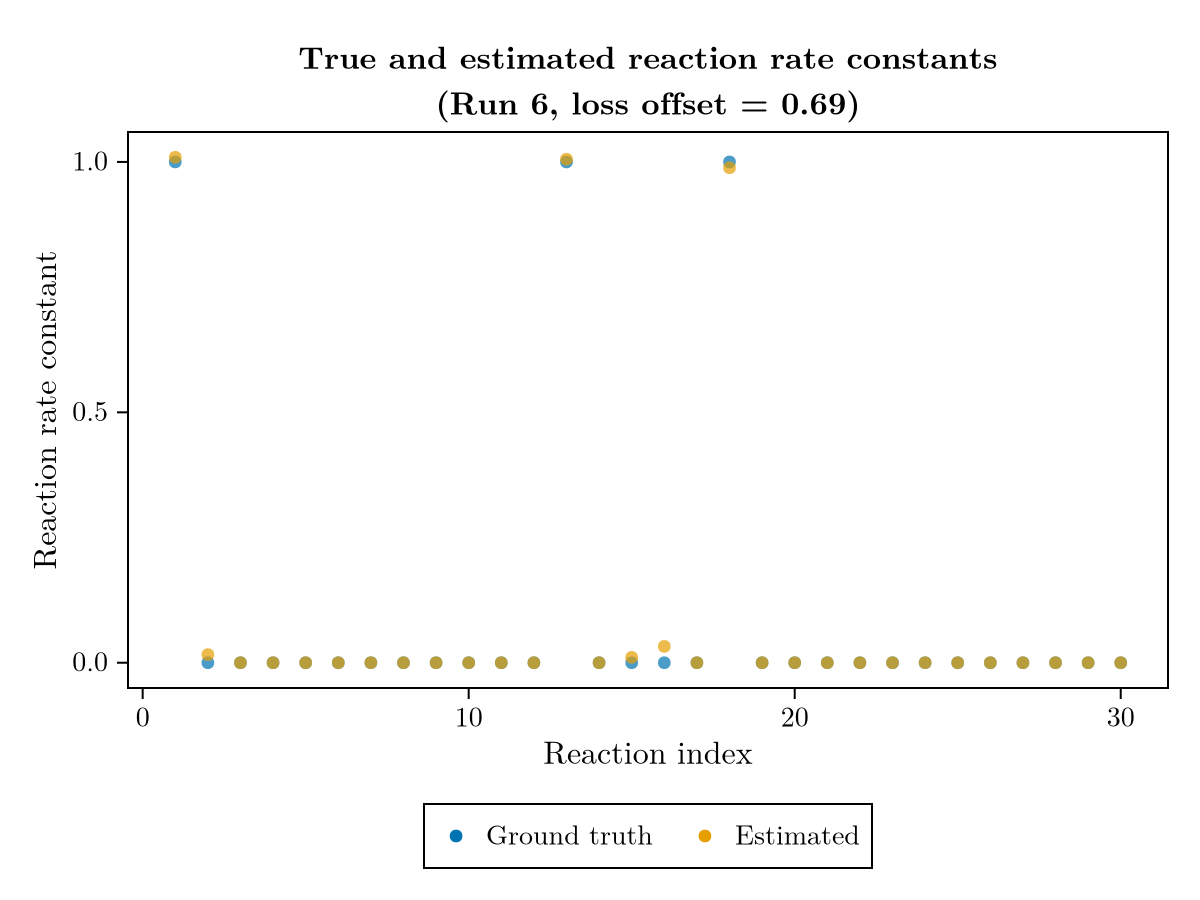 True and estimated reaction rate constants
(Run 6, loss offset = 0.69)
Reaction rate constant
1.0
0.5
0.0
0 10 20 30
Reaction index
Ground truth Estimated